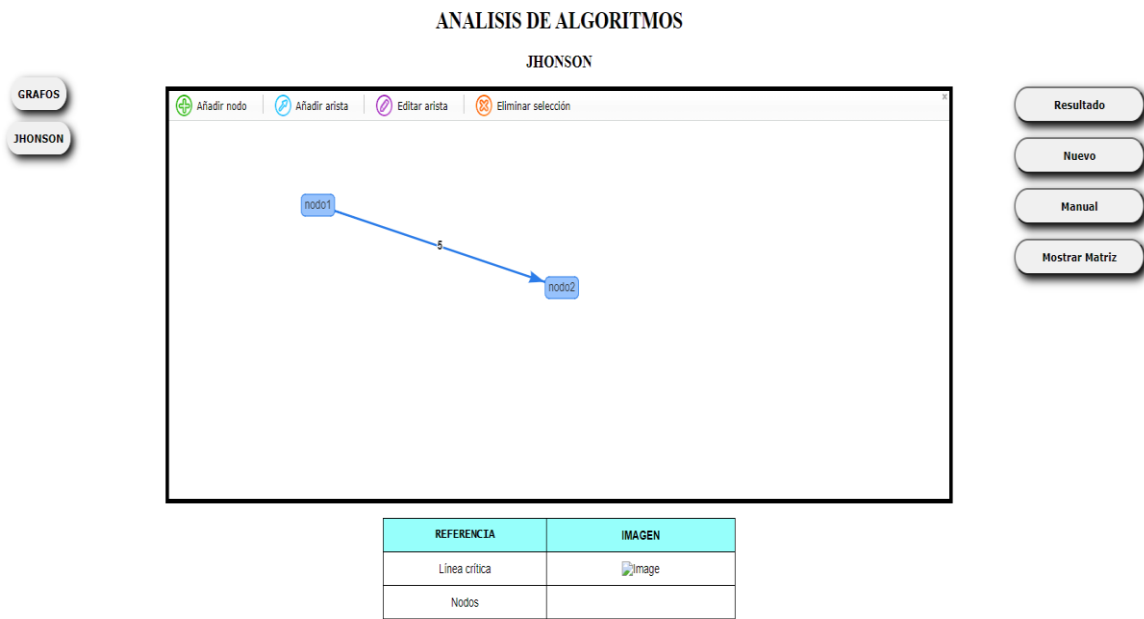 ANALISIS DE ALGORITMOS
JHONSON
GRAFOS
JHONSON
Añadir nodo
Añadir arista
Editar arista
Eliminar selección
nodo1
5
nodo2
Resultado
Nuevo
Manual
Mostrar Matriz
REFERENCIA IMAGEN
Línea crítica Image
Nodos